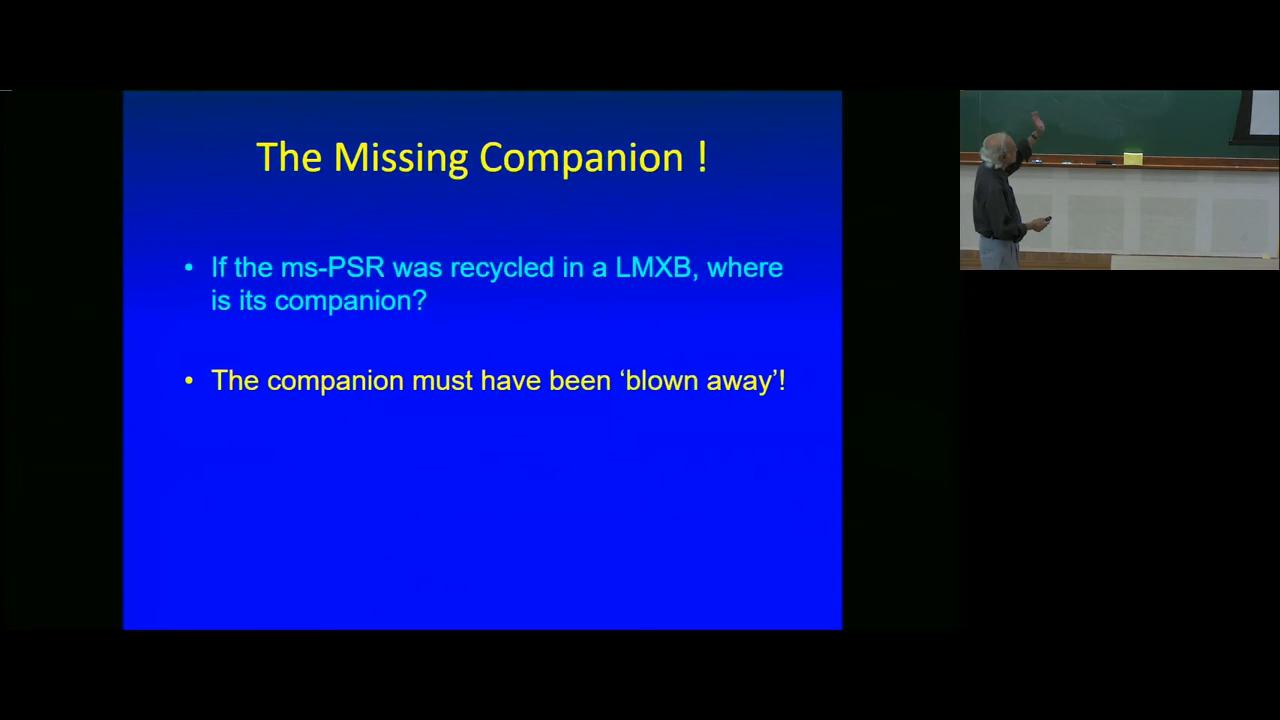 The Missing Companion !
• If the ms-PSR was recycled in a LMXB, where
is its companion?
• The companion must have been ‘blown away’!